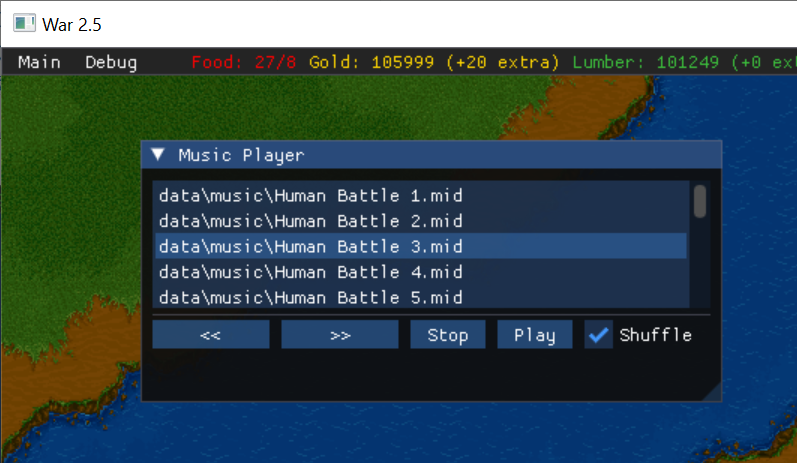 War 2.5
Main Debug Food: 27/8 Gold: 105999 (+20 extra) Lumber: 101249 (+0 ext
Music Player
data\music\Human Battle 1.mid
data\music\Human Battle 2.mid
data\music\Human Battle 3.mid
data\music\Human Battle 4.mid
data\music\Human Battle 5.mid
<< >> Stop Play Shuffle